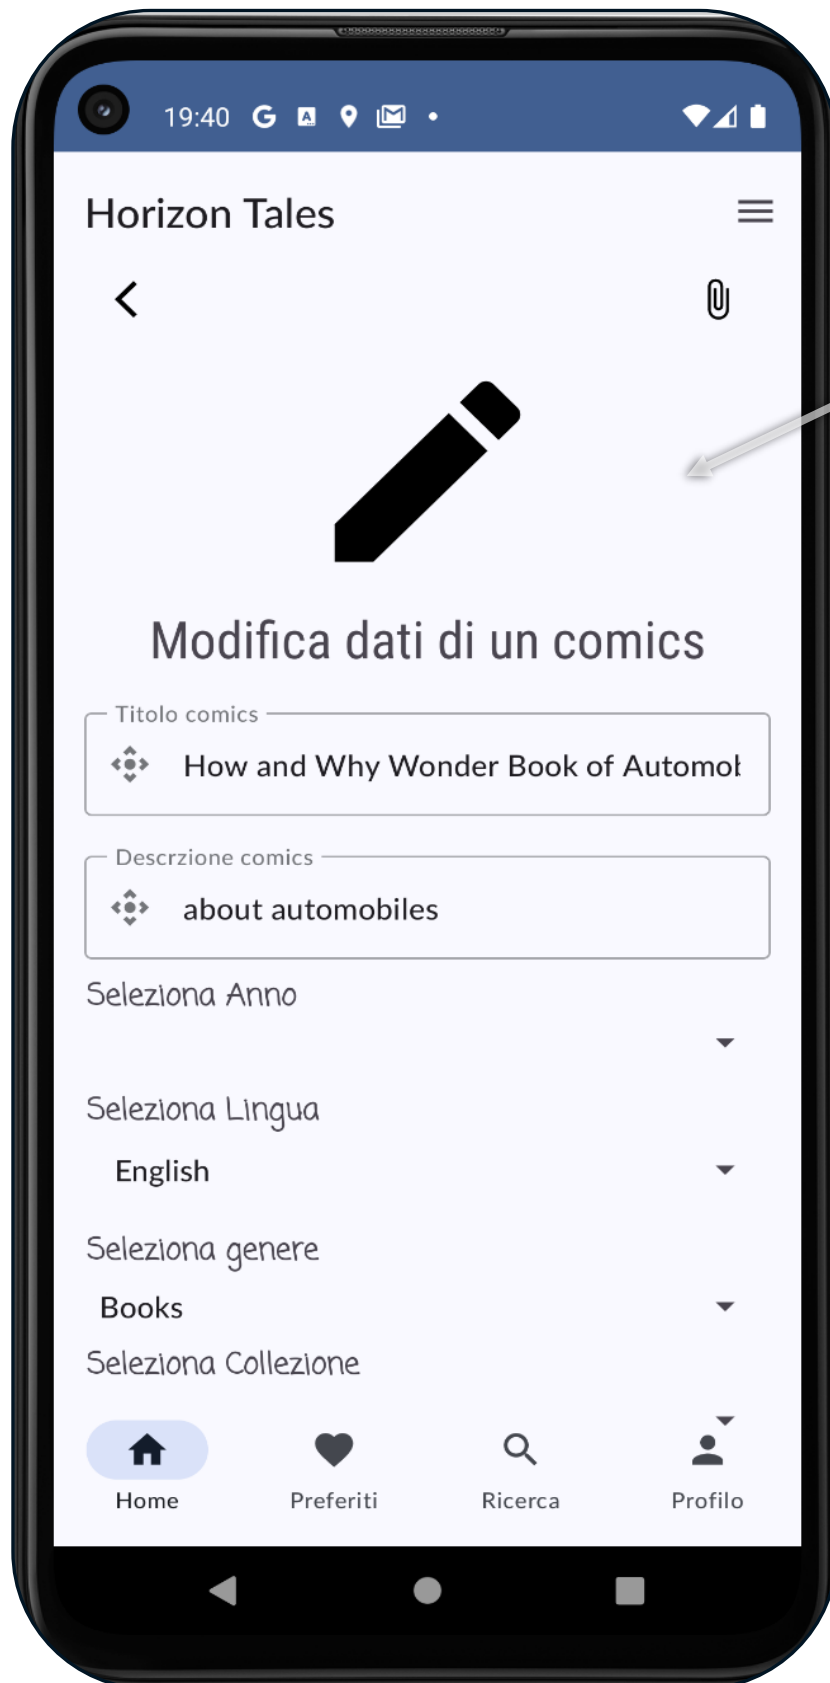 19:40
Horizon Tales
Modifica dati di un comics
Titolo comics
How and Why Wonder Book of Automob
Descrzione comics
about automobiles
Seleziona Anno
Seleziona Lingua
English
Seleziona genere
Books
Seleziona Collezione
Home Preferiti Ricerca Profilo